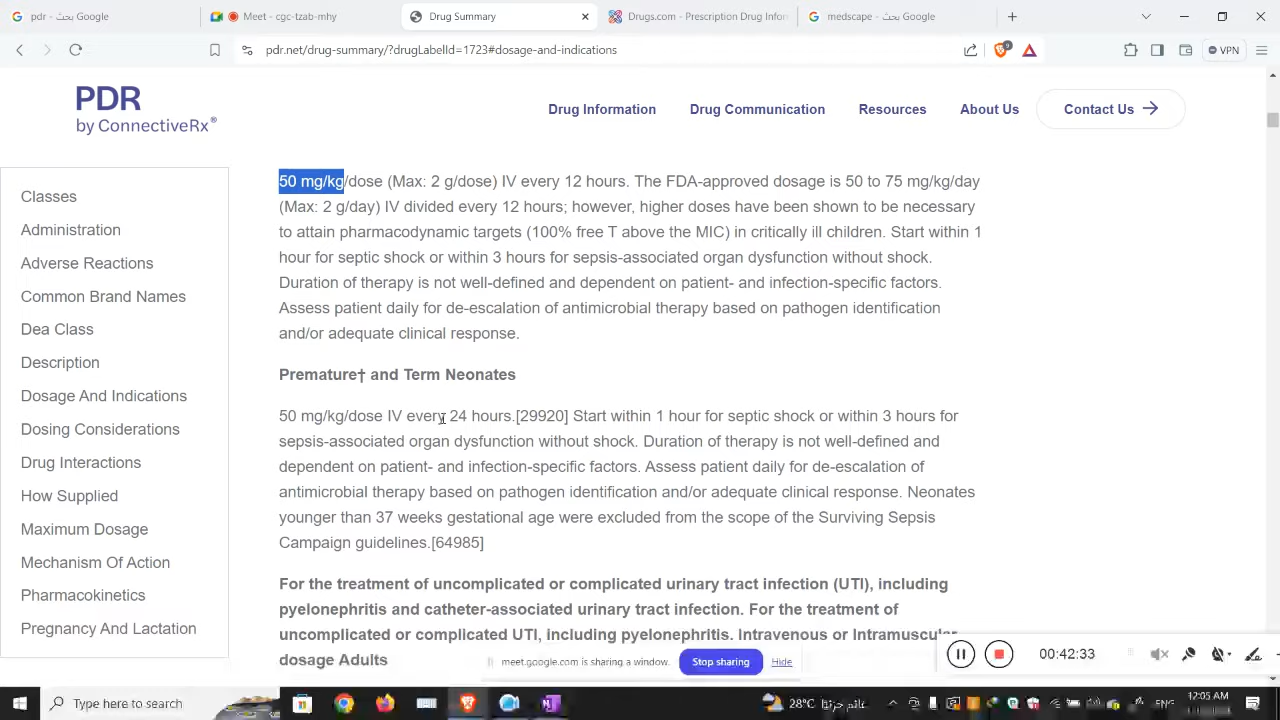 pdr - بحث Google
Meet - cgc-tzab-mhy
Drug Summary
Drugs.com - Prescription Drug Infor
medscape - بحث Google
pdr.net/drug-summary/?drugLabelId=1723#dosage-and-indications
9
VPN
PDR
by ConnectiveRx®
Drug Information
Drug Communication
Resources
About Us
Contact Us
Classes
Administration
Adverse Reactions
Common Brand Names
Dea Class
Description
Dosage And Indications
Dosing Considerations
Drug Interactions
How Supplied
Maximum Dosage
Mechanism Of Action
Pharmacokinetics
Pregnancy And Lactation
50 mg/kg/dose (Max: 2 g/dose) IV every 12 hours. The FDA-approved dosage is 50 to 75 mg/kg/day
(Max: 2 g/day) IV divided every 12 hours; however, higher doses have been shown to be necessary
to attain pharmacodynamic targets (100% free T above the MIC) in critically ill children. Start within 1
hour for septic shock or within 3 hours for sepsis-associated organ dysfunction without shock.
Duration of therapy is not well-defined and dependent on patient- and infection-specific factors.
Assess patient daily for de-escalation of antimicrobial therapy based on pathogen identification
and/or adequate clinical response.
Premature† and Term Neonates
50 mg/kg/dose IV every 24 hours.[29920] Start within 1 hour for septic shock or within 3 hours for
sepsis-associated organ dysfunction without shock. Duration of therapy is not well-defined and
dependent on patient- and infection-specific factors. Assess patient daily for de-escalation of
antimicrobial therapy based on pathogen identification and/or adequate clinical response. Neonates
younger than 37 weeks gestational age were excluded from the scope of the Surviving Sepsis
Campaign guidelines.[64985]
For the treatment of uncomplicated or complicated urinary tract infection (UTI), including
pyelonephritis and catheter-associated urinary tract infection. For the treatment of
uncomplicated or complicated UTI, including pyelonephritis. Intravenous or Intramuscular
dosage Adults
meet.google.com is sharing a window.
Stop sharing
Hide
00:42:33
Type here to search
28°C
12:05 AM